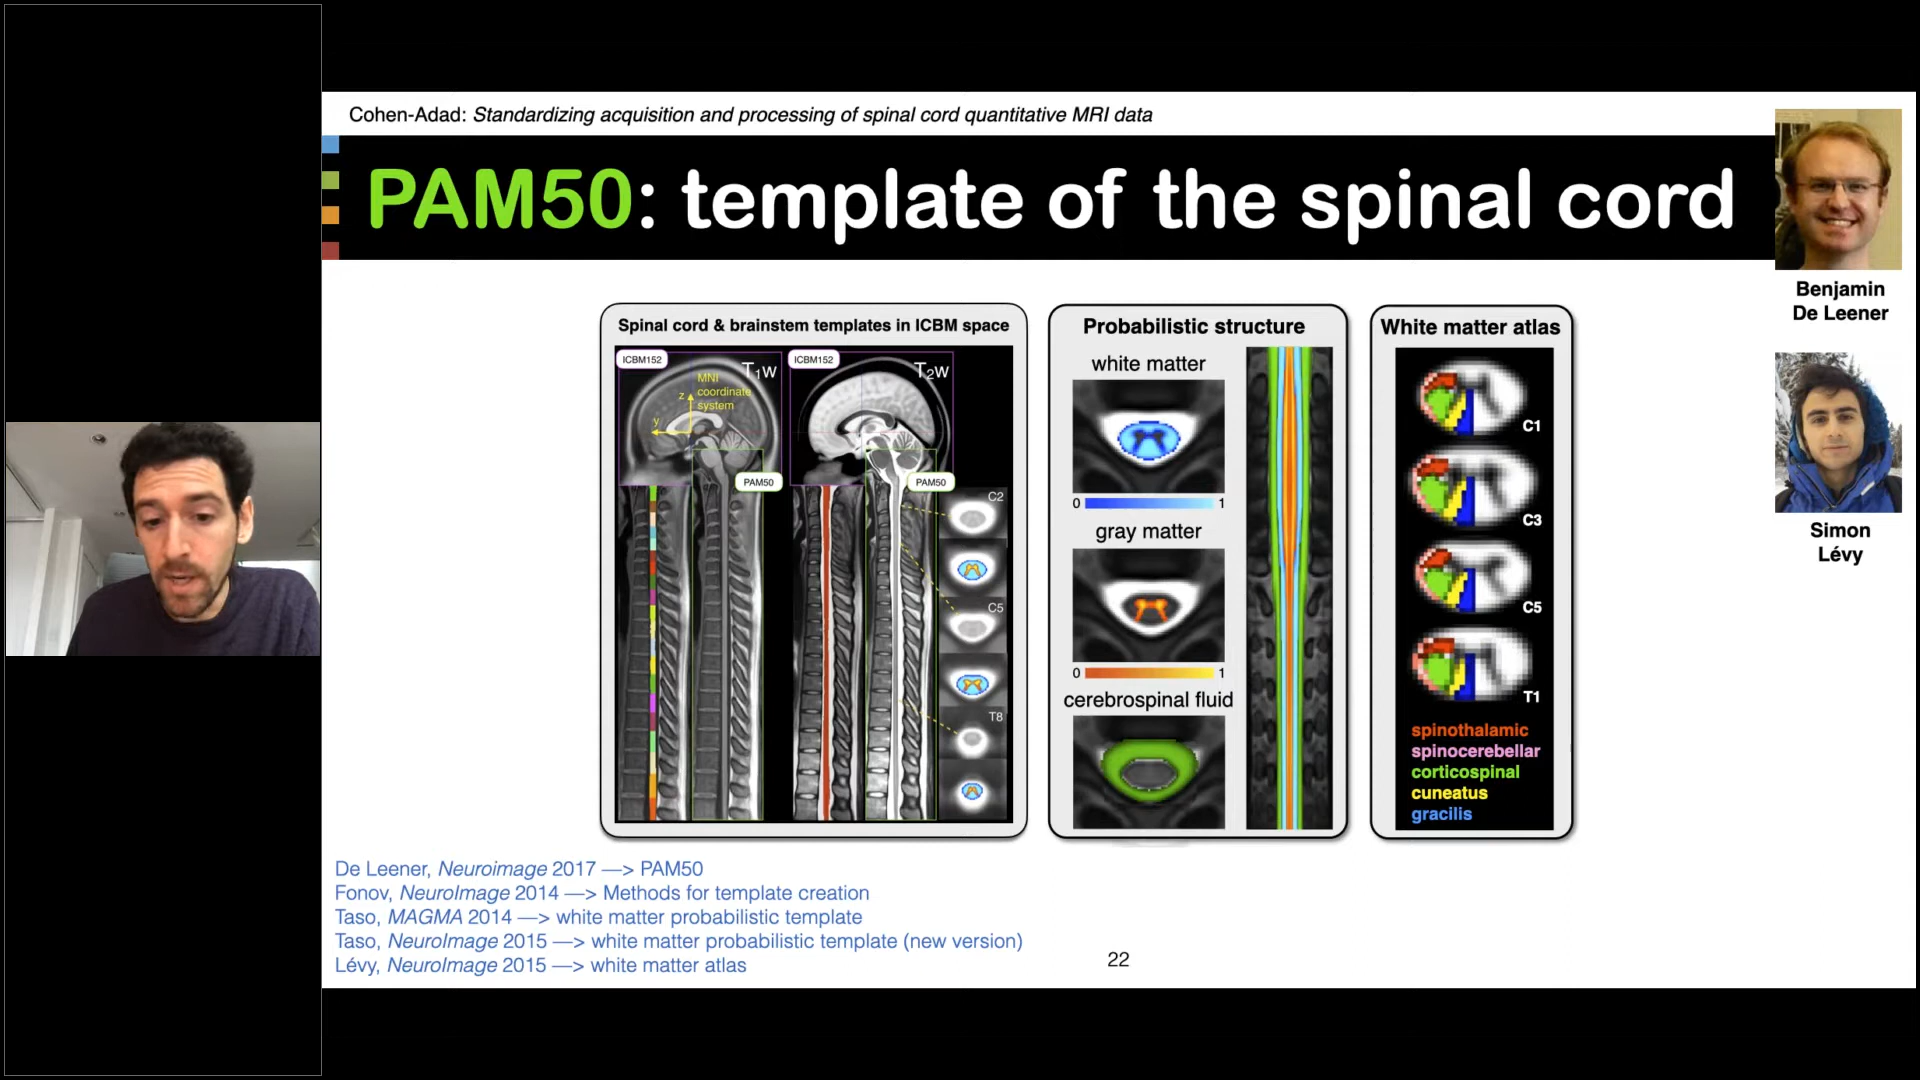 Cohen-Adad: Standardizing acquisition and processing of spinal cord quantitative MRI data
PAM50: template of the spinal cord
Benjamin
De Leener
Simon
Lévy
Spinal cord & brainstem templates in ICBM space
ICBM152
T1w
MNI
coordinate
system
z
y
PAM50
ICBM152
T2w
PAM50
C2
C5
T8
Probabilistic structure
white matter
0 1
gray matter
0 1
cerebrospinal fluid
White matter atlas
C1
C3
C5
T1
spinothalamic
spinocerebellar
corticospinal
cuneatus
gracilis
De Leener, Neuroimage 2017 —> PAM50
Fonov, NeuroImage 2014 —> Methods for template creation
Taso, MAGMA 2014 —> white matter probabilistic template
Taso, NeuroImage 2015 —> white matter probabilistic template (new version)
Lévy, NeuroImage 2015 —> white matter atlas
22